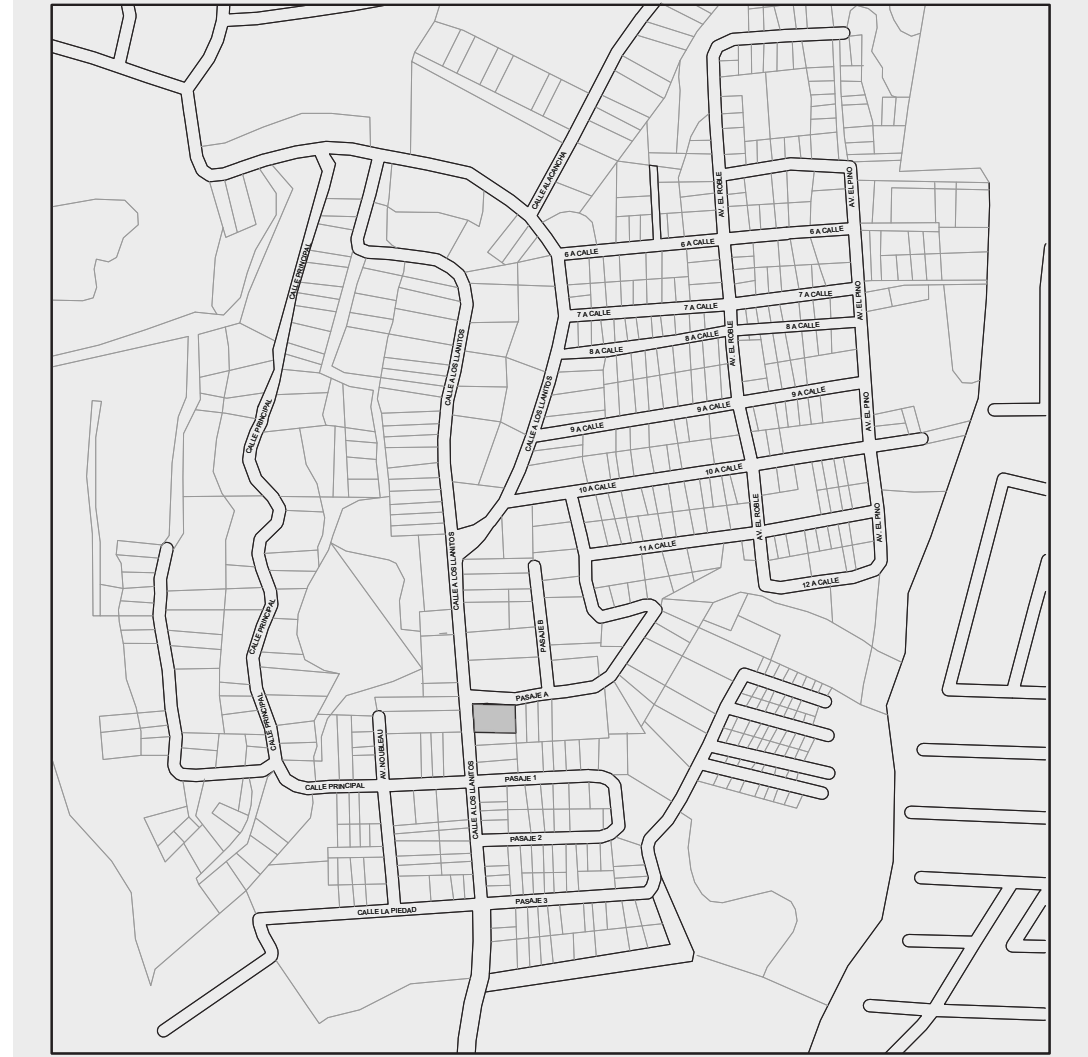 CALLE ALACANCHA
AV. EL ROBLE
AV. EL PINO
6 A CALLE
6 A CALLE
6 A CALLE
CALLE PRINCIPAL
7 A CALLE
7 A CALLE
7 A CALLE
AV. EL PINO
8 A CALLE
8 A CALLE
8 A CALLE
AV. EL ROBLE
CALLE A LOS LLANITOS
CALLE A LOS LLANITOS
9 A CALLE
9 A CALLE
9 A CALLE
AV. EL PINO
CALLE PRINCIPAL
10 A CALLE
10 A CALLE
AV. EL ROBLE
AV. EL PINO
11 A CALLE
12 A CALLE
CALLE A LOS LLANITOS
CALLE PRINCIPAL
PASAJE B
PASAJE A
CALLE PRINCIPAL
AV. NOUBLEAU
CALLE PRINCIPAL
CALLE A LOS LLANITOS
PASAJE 1
PASAJE 2
PASAJE 3
CALLE LA PIEDAD